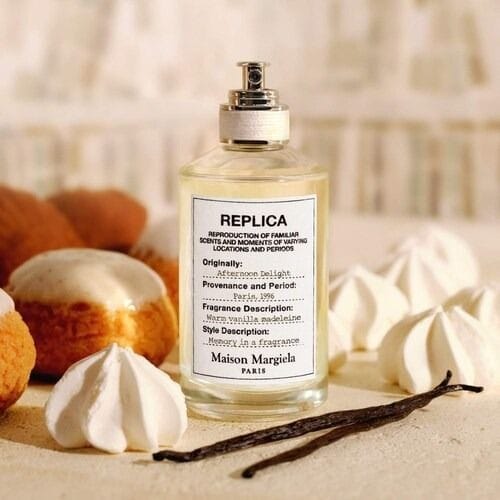 REPLICA
REPRODUCTION OF FAMILIAR
SCENTS AND MOMENTS OF VARYING
LOCATIONS AND PERIODS
Originally:
Afternoon Delight
Provenance and Period:
Paris, 1996
Fragrance Description:
Warm vanilla madeleine
Style Description:
Memory in a fragrance
Maison Margiela
PARIS